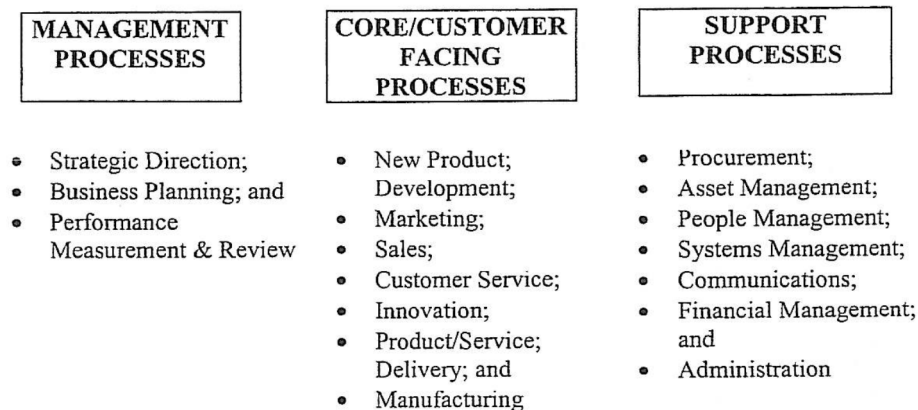 MANAGEMENT
PROCESSES
CORE/CUSTOMER
FACING
PROCESSES
SUPPORT
PROCESSES
• Strategic Direction;
• Business Planning; and
• Performance
Measurement & Review
• New Product;
Development;
• Marketing;
• Sales;
• Customer Service;
• Innovation;
• Product/Service;
Delivery; and
• Manufacturing
• Procurement;
• Asset Management;
• People Management;
• Systems Management;
• Communications;
• Financial Management;
and
• Administration